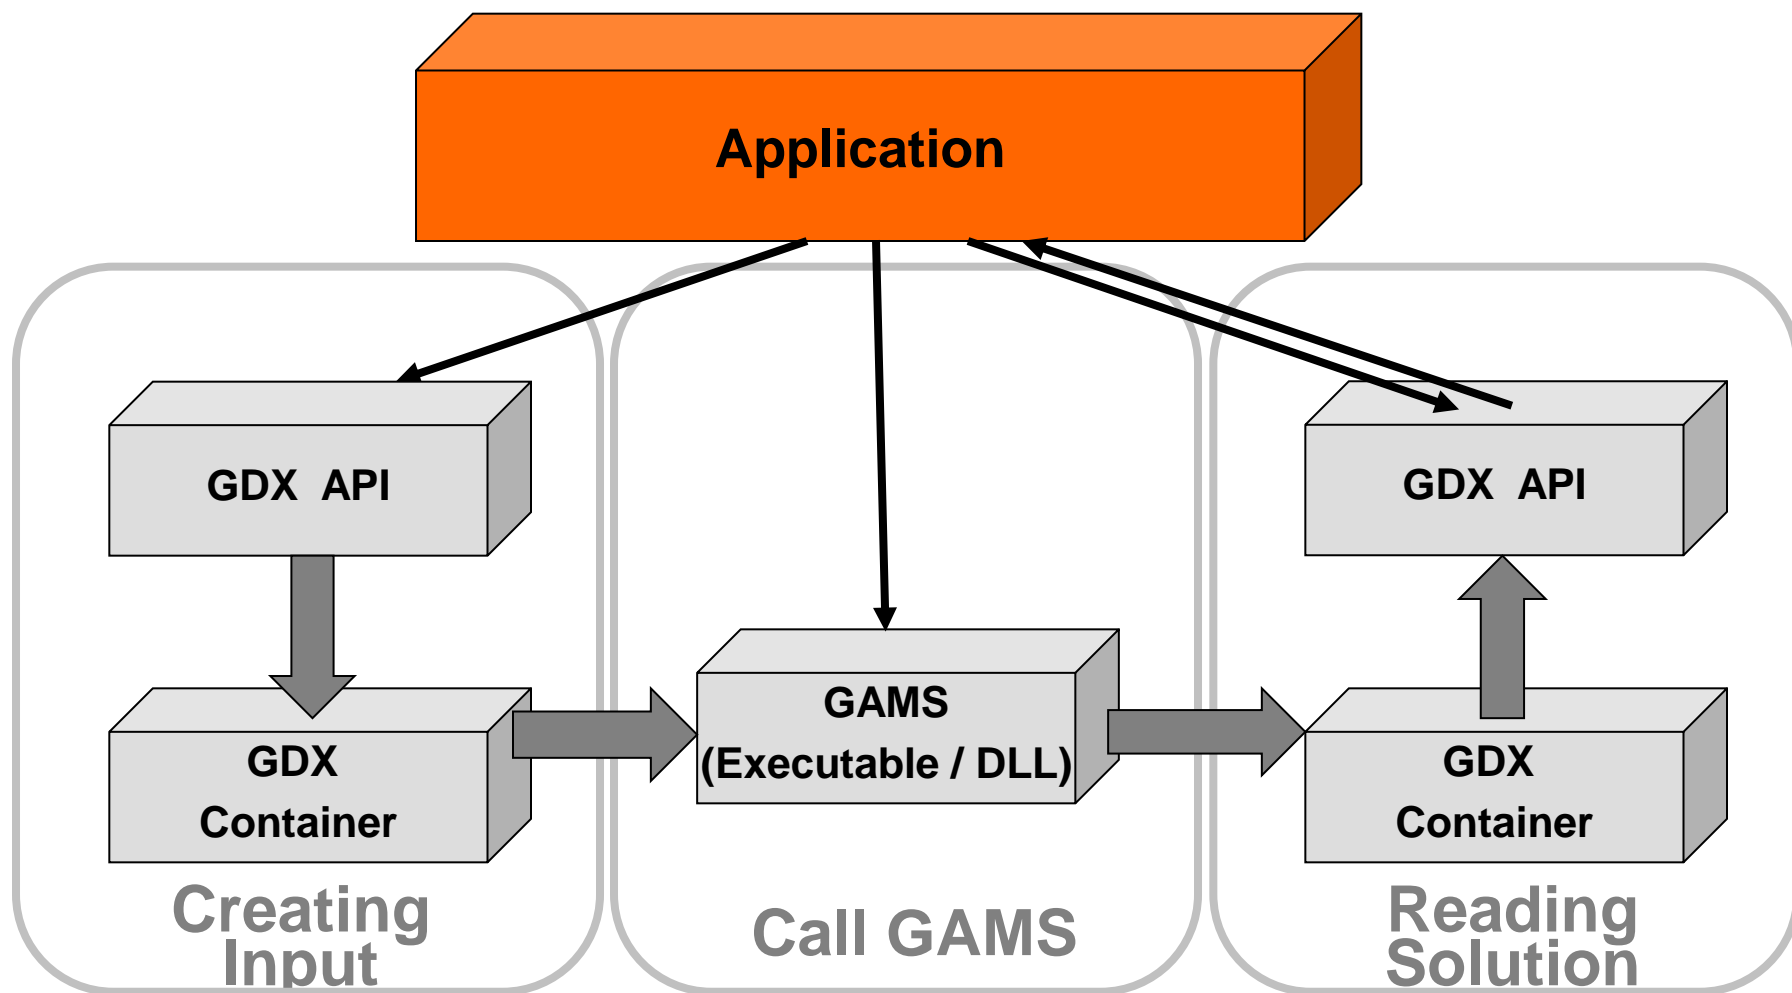 Application
GDX API
GDX
Container
Creating
Input
GAMS
(Executable / DLL)
Call GAMS
GDX API
GDX
Container
Reading
Solution